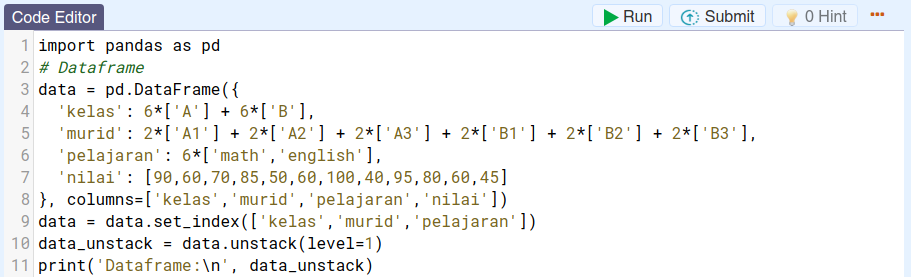 Code Editor Run Submit 0 Hint
1 import pandas as pd
2 # Dataframe
3 data = pd.DataFrame({
4   'kelas': 6*['A'] + 6*['B'],
5   'murid': 2*['A1'] + 2*['A2'] + 2*['A3'] + 2*['B1'] + 2*['B2'] + 2*['B3'],
6   'pelajaran': 6*['math','english'],
7   'nilai': [90,60,70,85,50,60,100,40,95,80,60,45]
8 }, columns=['kelas','murid','pelajaran','nilai'])
9 data = data.set_index(['kelas','murid','pelajaran'])
10 data_unstack = data.unstack(level=1)
11 print('Dataframe:\n', data_unstack)